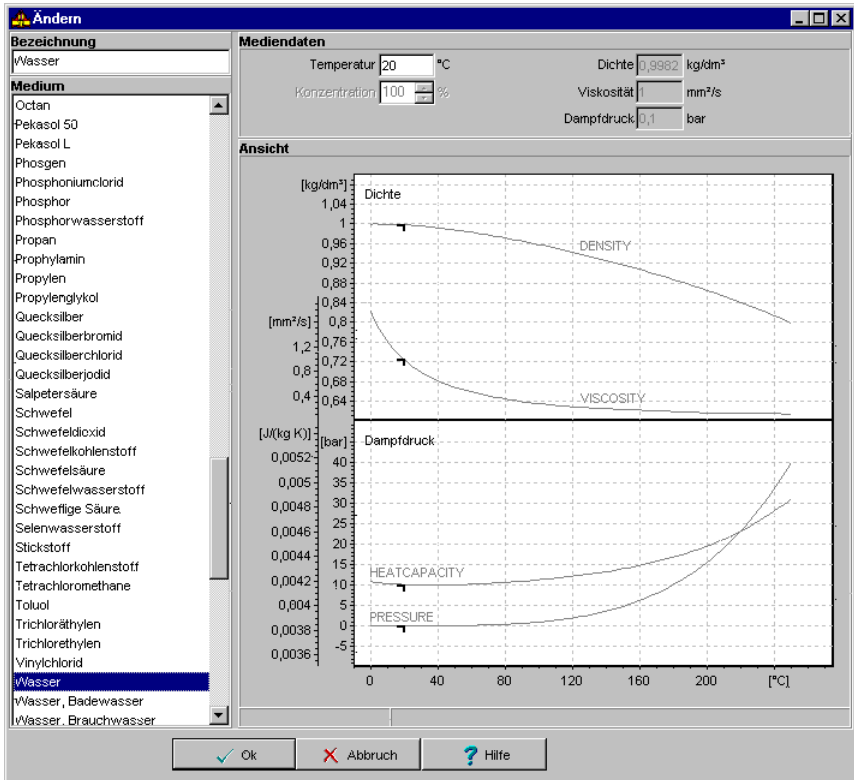 Ändern
Bezeichnung
Wasser
Medium
Octan
Pekasol 50
Pekasol L
Phosgen
Phosphoniumclorid
Phosphor
Phosphorwasserstoff
Propan
Prophylamin
Propylen
Propylenglykol
Quecksilber
Quecksilberbromid
Quecksilberchlorid
Quecksilberjodid
Salpetersäure
Schwefel
Schwefeldioxid
Schwefelkohlenstoff
Schwefelsäure
Schwefelwasserstoff
Schweflige Säure
Selenwasserstoff
Stickstoff
Tetrachlorkohlenstoff
Tetrachloromethane
Toluol
Trichloräthylen
Trichlorethylen
Vinylchlorid
Wasser
Wasser, Badewasser
Wasser, Brauchwasser
Mediendaten
Temperatur 20 °C
Konzentration 100 %
Dichte 0,9982 kg/dm³
Viskosität 1 mm²/s
Dampfdruck 0,1 bar
Ansicht
[kg/dm³]
Dichte
1,04
1
0,96
0,92
0,88
0,84
0,8
0,76
0,72
0,68
0,64
[mm²/s]
1,2
0,8
0,4
DENSITY
VISCOSITY
[J/(kg K)]
0,0052
0,005
0,0048
0,0046
0,0044
0,0042
0,004
0,0038
0,0036
[bar]
40
35
30
25
20
15
10
5
0
-5
Dampfdruck
HEATCAPACITY
PRESSURE
0 40 80 120 160 200 [°C]
Ok
Abbruch
? Hilfe